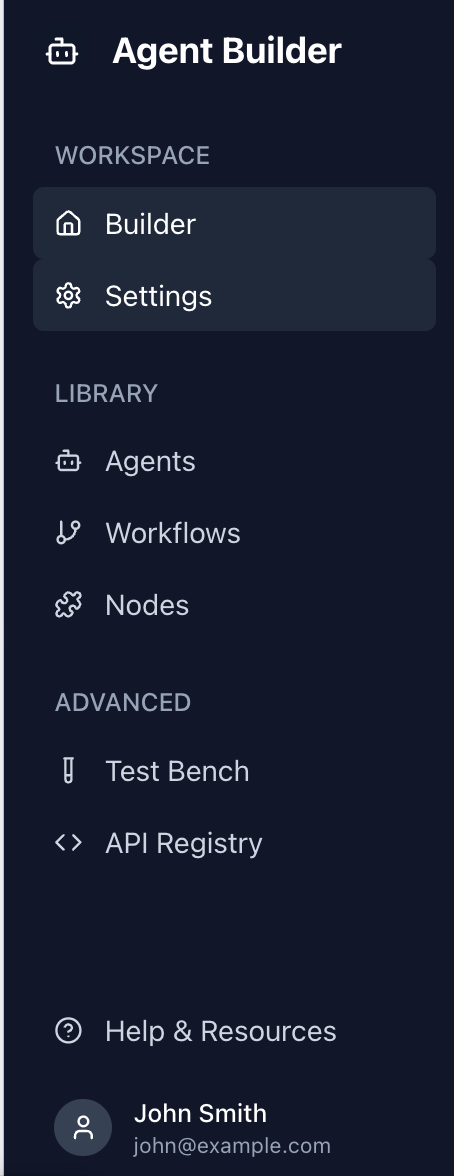 Agent Builder
WORKSPACE
Builder
Settings
LIBRARY
Agents
Workflows
Nodes
ADVANCED
Test Bench
API Registry
Help & Resources
John Smith
john@example.com